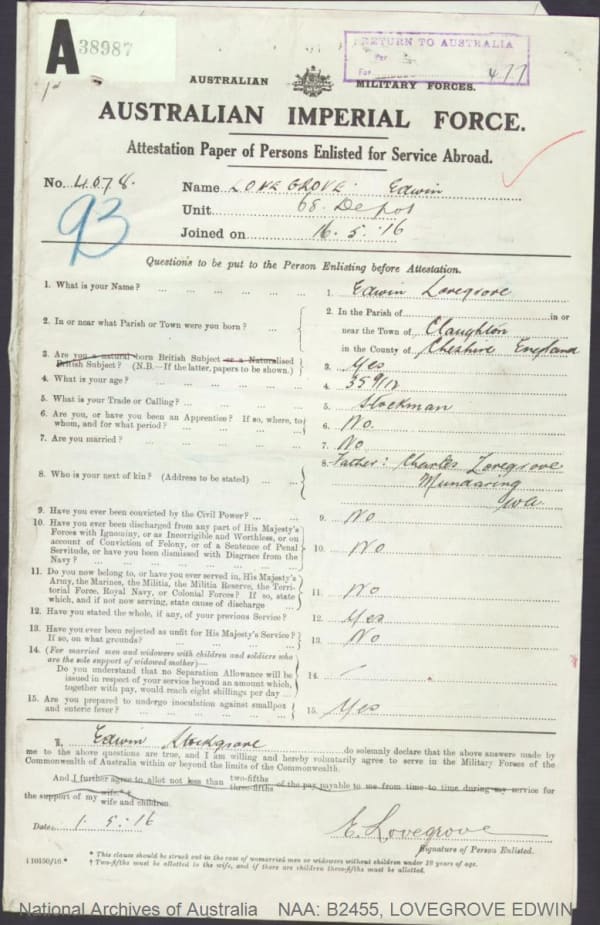 A 38987
RETURN TO AUSTRALIA
Per
For 477
AUSTRALIAN MILITARY FORCES.
AUSTRALIAN IMPERIAL FORCE.
Attestation Paper of Persons Enlisted for Service Abroad.
No. 4078. Name LOVEGROVE. Edwin
93
Unit 68. Depot
Joined on 16. 5. 16
Questions to be put to the Person Enlisting before Attestation.
1. What is your Name? 1. Edwin Lovegrove
2. In or near what Parish or Town were you born? 2. In the Parish of in or
near the Town of Claughton
in the County of Cheshire England
3. Are you a natural born British Subject or a Naturalised
British Subject? (N.B.—If the latter, papers to be shown.) 3. Yes
4. What is your age? 4. 35 9/12
5. What is your Trade or Calling? 5. Stockman
6. Are you, or have you been an Apprentice? If so, where, to
whom, and for what period? 6. No.
7. Are you married? 7. No
8. Who is your next of kin? (Address to be stated) 8. Father: Charles Lovegrove
Mundaring
WA
9. Have you ever been convicted by the Civil Power? 9. No
10. Have you ever been discharged from any part of His Majesty's
Forces with Ignominy, or as Incorrigible and Worthless, or on
account of Conviction of Felony, or of a Sentence of Penal
Servitude, or have you been dismissed with Disgrace from the
Navy? 10. No
11. Do you now belong to, or have you ever served in, His Majesty's
Army, the Marines, the Militia, the Militia Reserve, the Terri-
torial Force, Royal Navy, or Colonial Forces? If so, state
which, and if not now serving, state cause of discharge 11. No
12. Have you stated the whole, if any, of your previous Service? 12. Yes
13. Have you ever been rejected as unfit for His Majesty's Service?
If so, on what grounds? 13. No
14. (For married men and widowers with children and soldiers who
are the sole support of widowed mother)—
Do you understand that no Separation Allowance will be
issued in respect of your service beyond an amount which,
together with pay, would reach eight shillings per day 14. –
15. Are you prepared to undergo inoculation against smallpox
and enteric fever? 15. Yes
I, Edwin Stockgrove do solemnly declare that the above answers made by
me to the above questions are true, and I am willing and hereby voluntarily agree to serve in the Military Forces of the
Commonwealth of Australia within or beyond the limits of the Commonwealth.
And I further agree to allot not less than two-fifths three-fifths of the pay payable to me from time to time during my service for
the support of my wife*† wife and children.
Date 1. 5. 16
E. Lovegrove
Signature of Person Enlisted.
* This clause should be struck out in the case of unmarried men or widowers without children under 18 years of age.
† Two-fifths must be allotted to the wife, and if there are children three-fifths must be allotted.
National Archives of Australia NAA: B2455, LOVEGROVE EDWIN